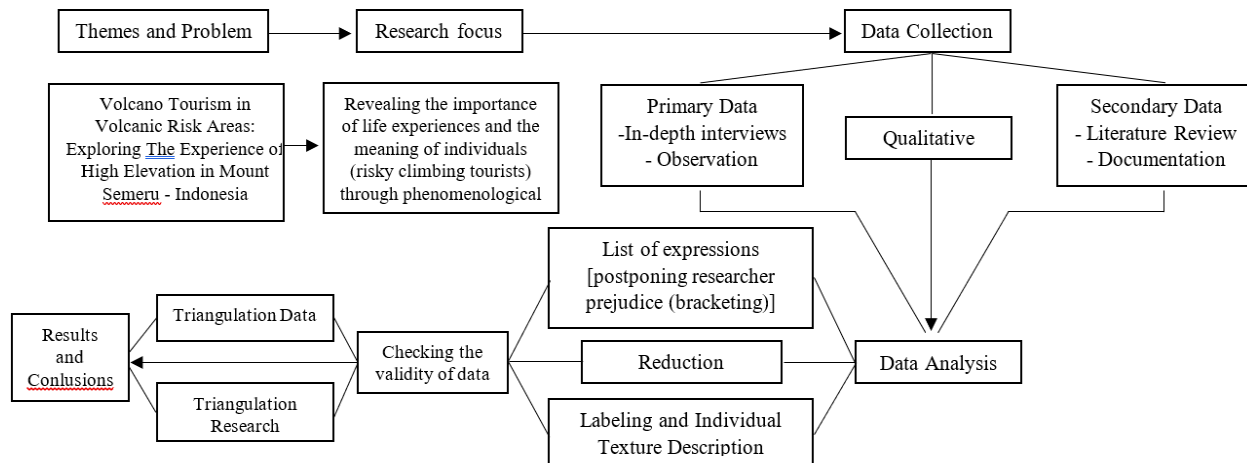 Themes and Problem
Research focus
Data Collection
Volcano Tourism in
Volcanic Risk Areas:
Exploring The Experience of
High Elevation in Mount
Semeru - Indonesia
Revealing the importance
of life experiences and the
meaning of individuals
(risky climbing tourists)
through phenomenological
Primary Data
-In-depth interviews
- Observation
Qualitative
Secondary Data
- Literature Review
- Documentation
List of expressions
[postponing researcher
prejudice (bracketing)]
Reduction
Labeling and Individual
Texture Description
Data Analysis
Checking the
validity of data
Triangulation Data
Triangulation
Research
Results
and
Conlusions